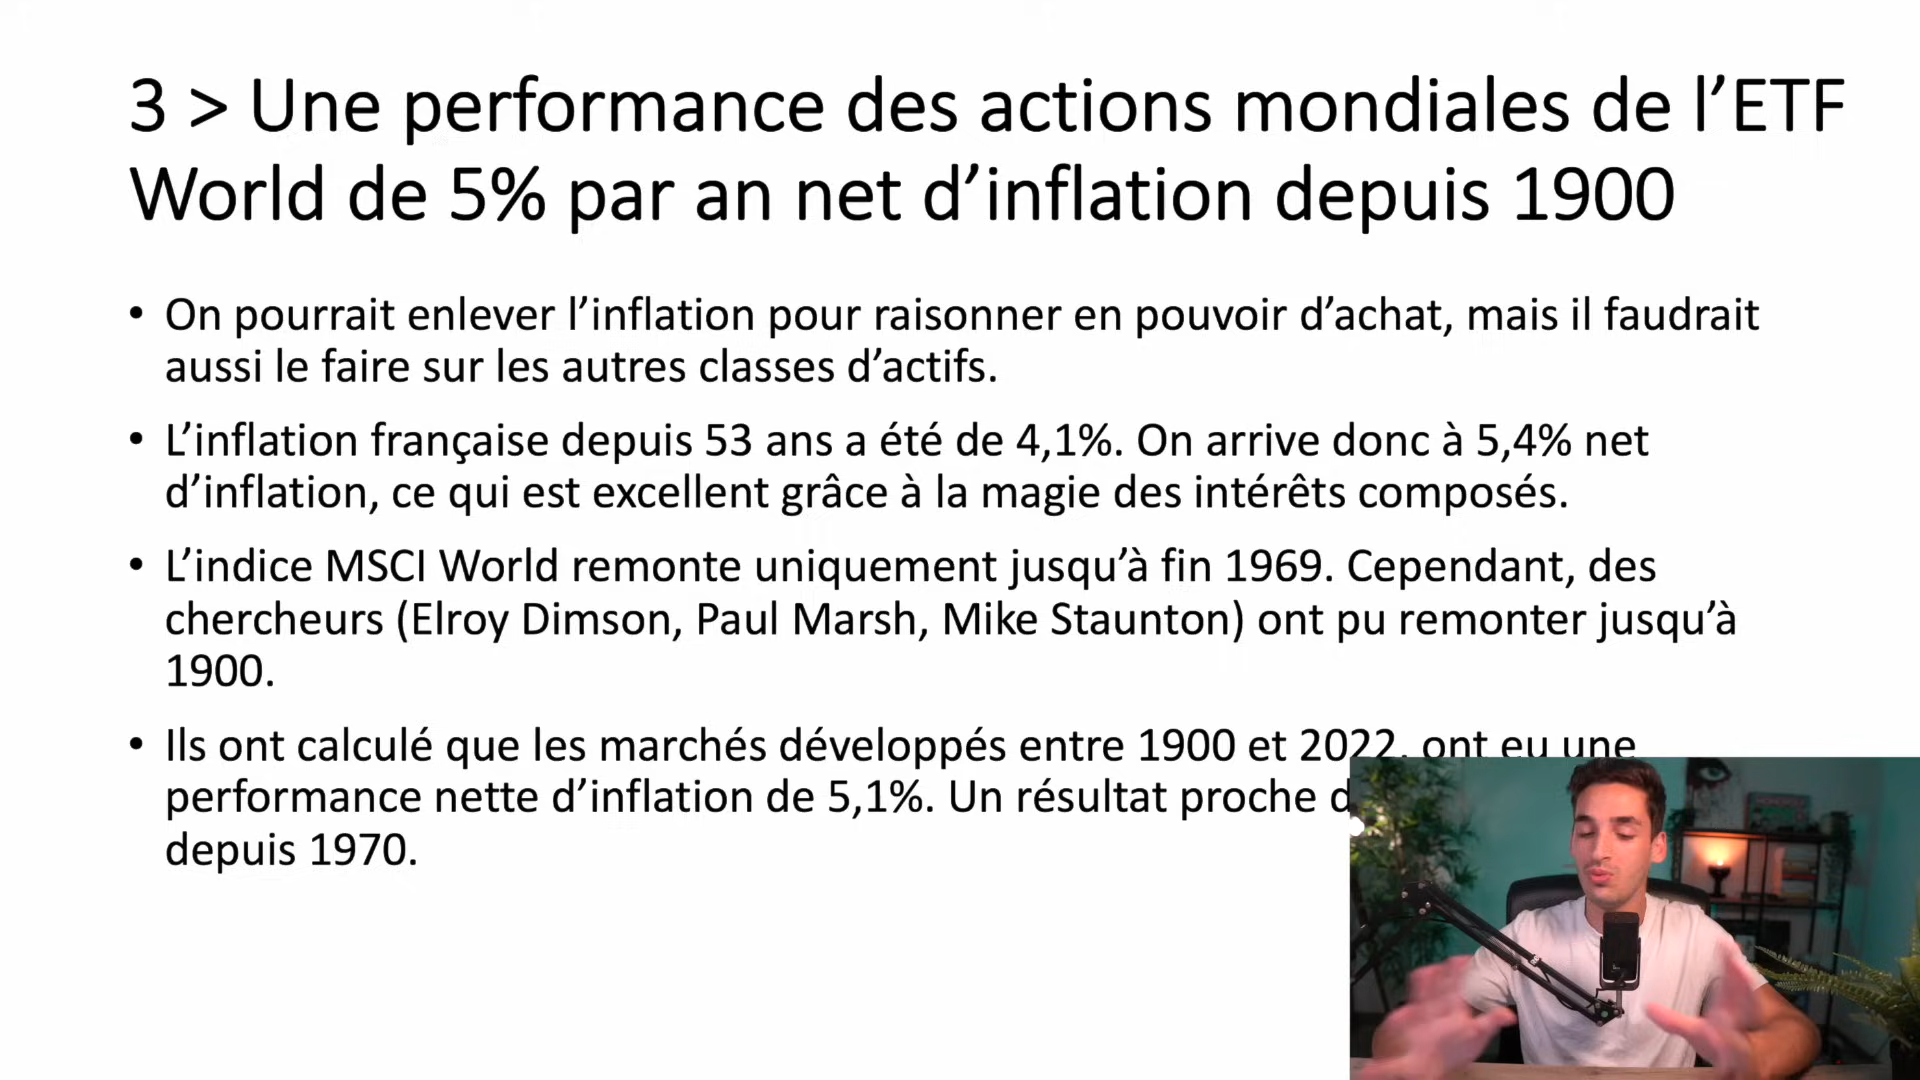 3 > Une performance des actions mondiales de l’ETF
World de 5% par an net d’inflation depuis 1900
• On pourrait enlever l’inflation pour raisonner en pouvoir d’achat, mais il faudrait
aussi le faire sur les autres classes d’actifs.
• L’inflation française depuis 53 ans a été de 4,1%. On arrive donc à 5,4% net
d’inflation, ce qui est excellent grâce à la magie des intérêts composés.
• L’indice MSCI World remonte uniquement jusqu’à fin 1969. Cependant, des
chercheurs (Elroy Dimson, Paul Marsh, Mike Staunton) ont pu remonter jusqu’à
1900.
• Ils ont calculé que les marchés développés entre 1900 et 2022, ont eu une
performance nette d’inflation de 5,1%. Un résultat proche
depuis 1970.